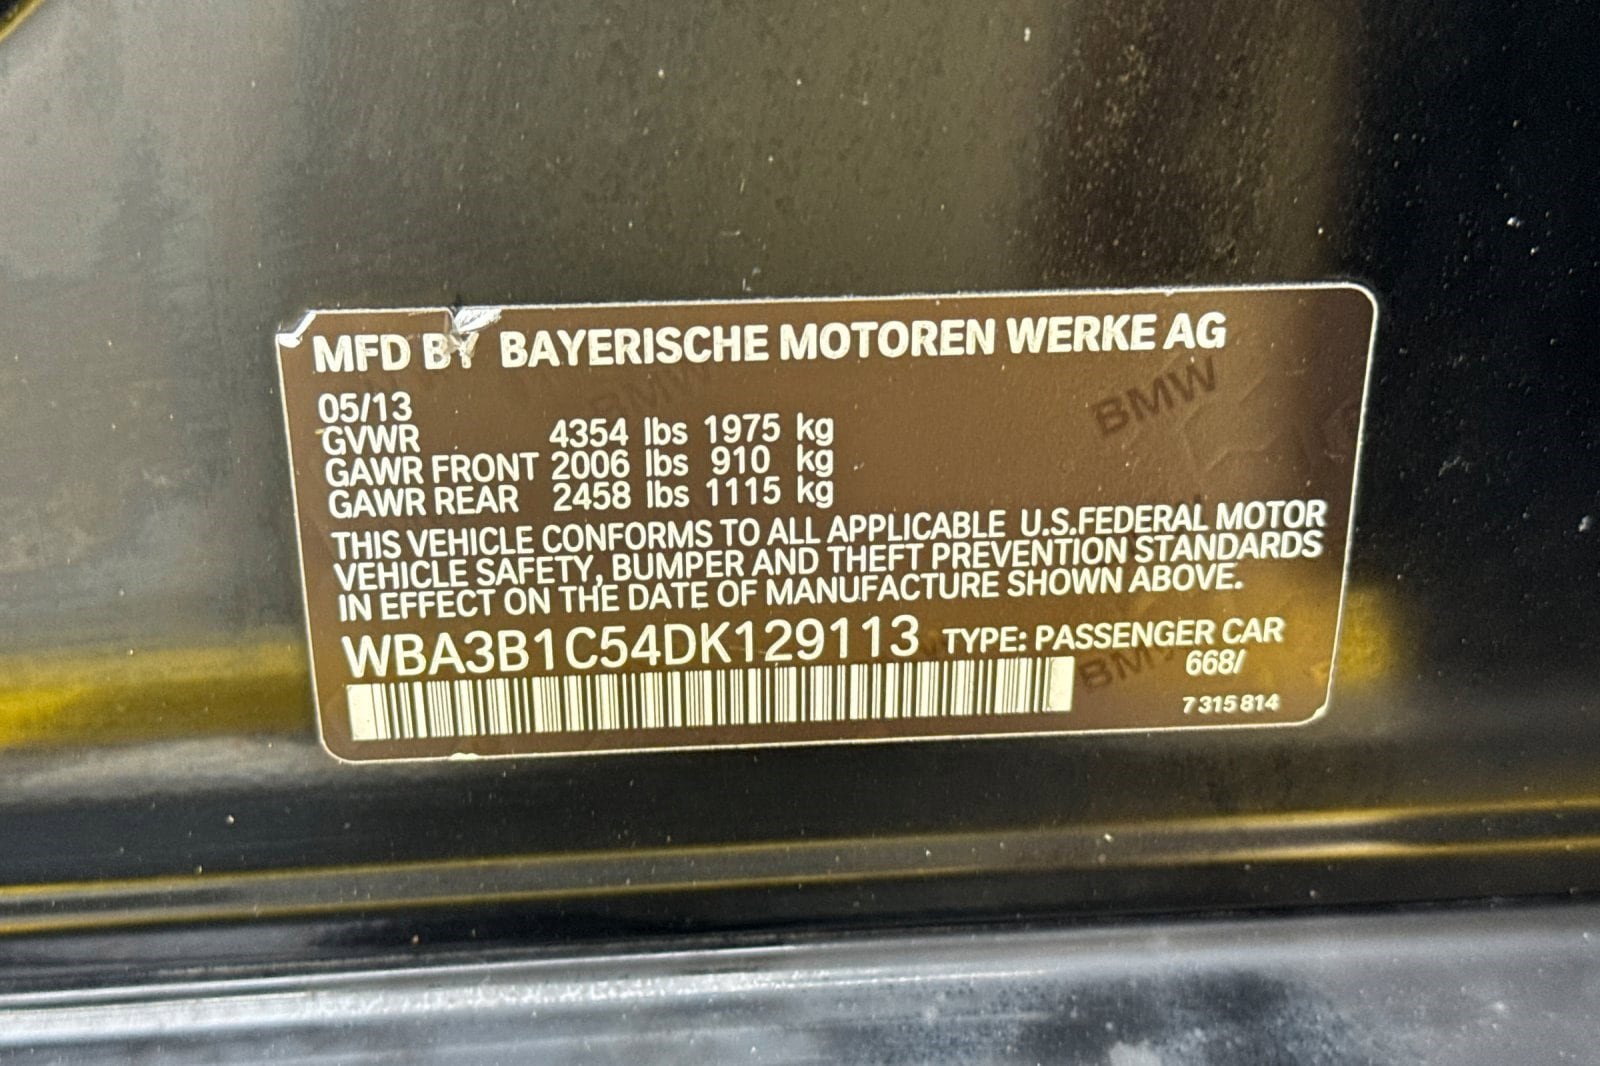 MFD BY BAYERISCHE MOTOREN WERKE AG
05/13
GVWR 4354 lbs 1975 kg
GAWR FRONT 2006 lbs 910 kg
GAWR REAR 2458 lbs 1115 kg
THIS VEHICLE CONFORMS TO ALL APPLICABLE U.S.FEDERAL MOTOR
VEHICLE SAFETY, BUMPER AND THEFT PREVENTION STANDARDS
IN EFFECT ON THE DATE OF MANUFACTURE SHOWN ABOVE.
WBA3B1C54DK129113 TYPE: PASSENGER CAR
668/
7 315 814
BMW
BMW
BMW